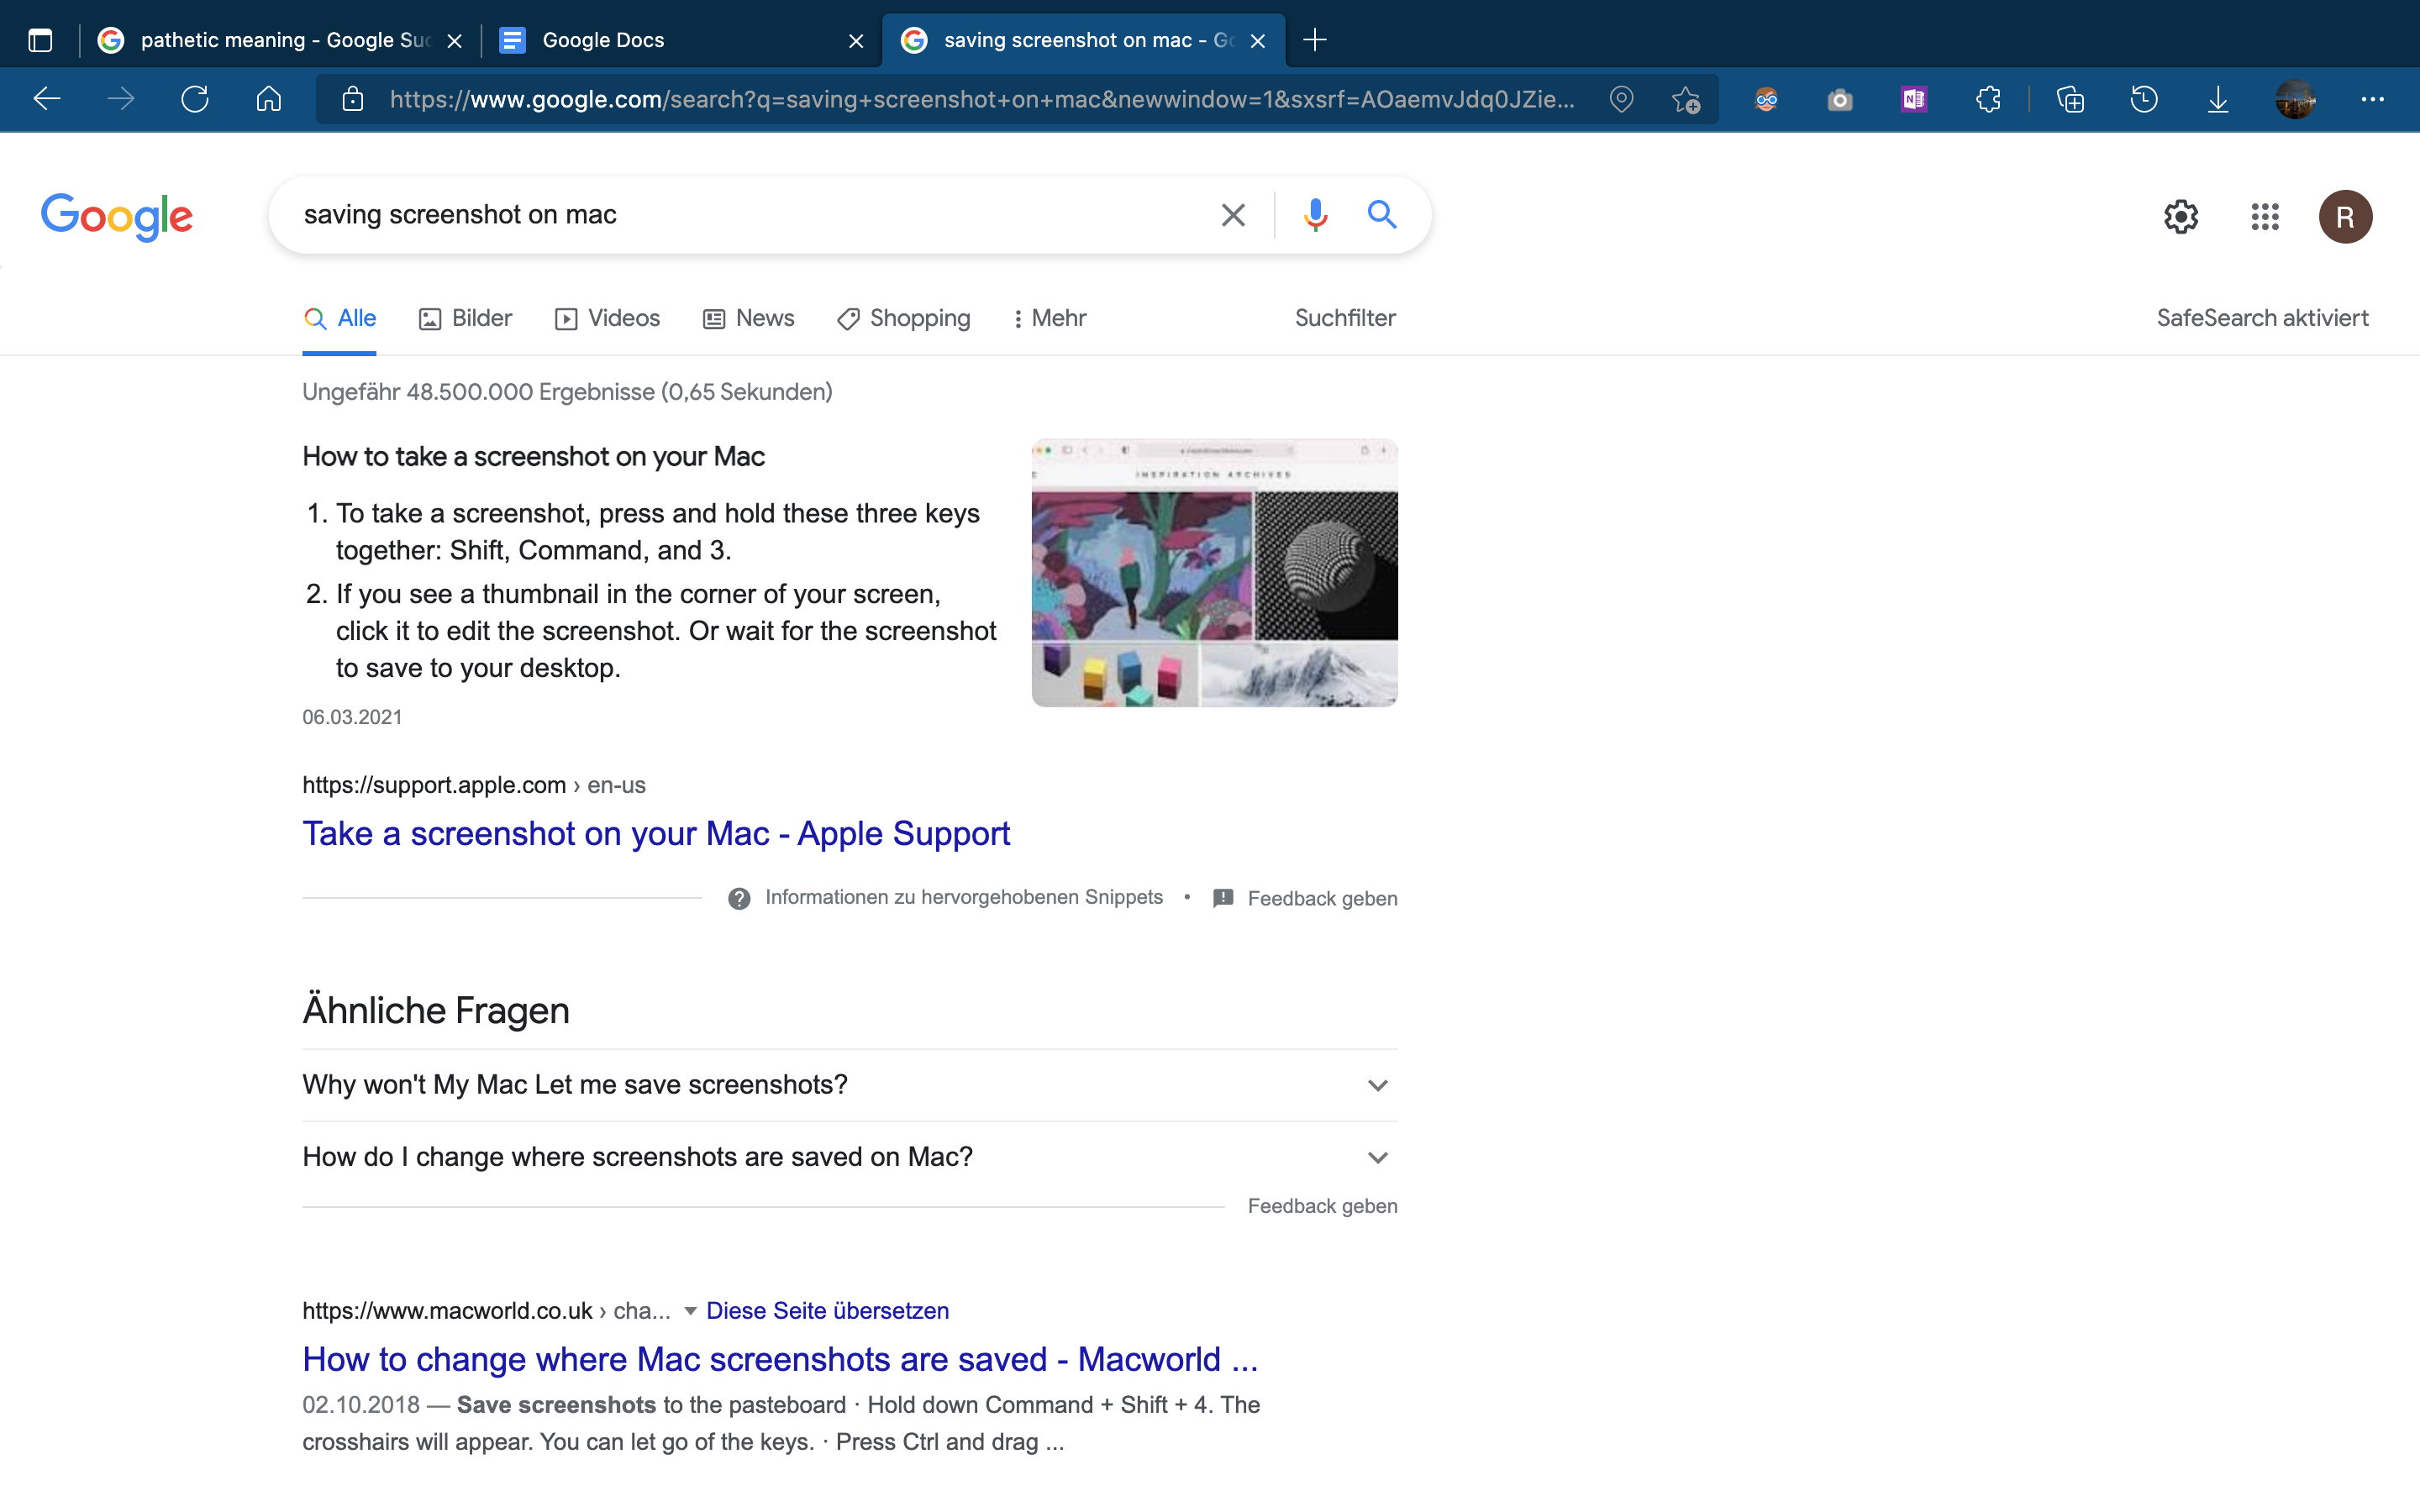 pathetic meaning - Google Suc
Google Docs
saving screenshot on mac - Go
https://www.google.com/search?q=saving+screenshot+on+mac&newwindow=1&sxsrf=AOaemvJdq0JZie...
Google
saving screenshot on mac
R
Alle
Bilder
Videos
News
Shopping
Mehr
Suchfilter
SafeSearch aktiviert
Ungefähr 48.500.000 Ergebnisse (0,65 Sekunden)
How to take a screenshot on your Mac
1. To take a screenshot, press and hold these three keys
together: Shift, Command, and 3.
2. If you see a thumbnail in the corner of your screen,
click it to edit the screenshot. Or wait for the screenshot
to save to your desktop.
INSPIRATION ARCHIVES
06.03.2021
https://support.apple.com › en-us
Take a screenshot on your Mac - Apple Support
Informationen zu hervorgehobenen Snippets • Feedback geben
Ähnliche Fragen
Why won't My Mac Let me save screenshots?
How do I change where screenshots are saved on Mac?
Feedback geben
https://www.macworld.co.uk › cha... Diese Seite übersetzen
How to change where Mac screenshots are saved - Macworld ...
02.10.2018 — Save screenshots to the pasteboard · Hold down Command + Shift + 4. The
crosshairs will appear. You can let go of the keys. · Press Ctrl and drag ...